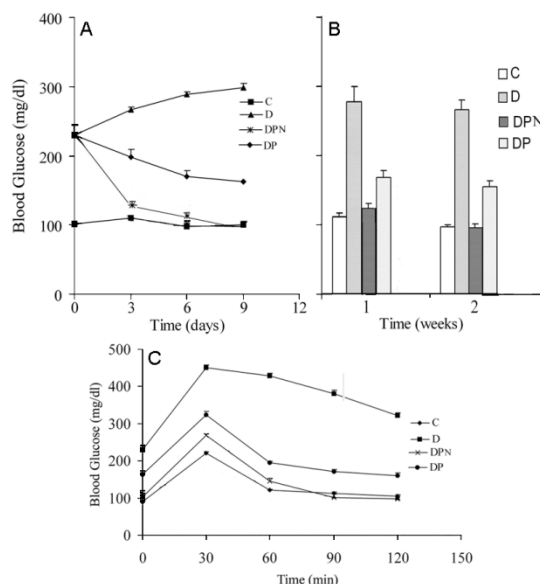 A
400
300
200
100
0
Blood Glucose (mg/dl)
0 3 6 9 12
Time (days)
C
D
DPN
DP
B
C
D
DPN
DP
1 2
Time (weeks)
C
500
400
300
200
100
0
Blood Glucose (mg/dl)
0 30 60 90 120 150
Time (min)
C
D
DPN
DP